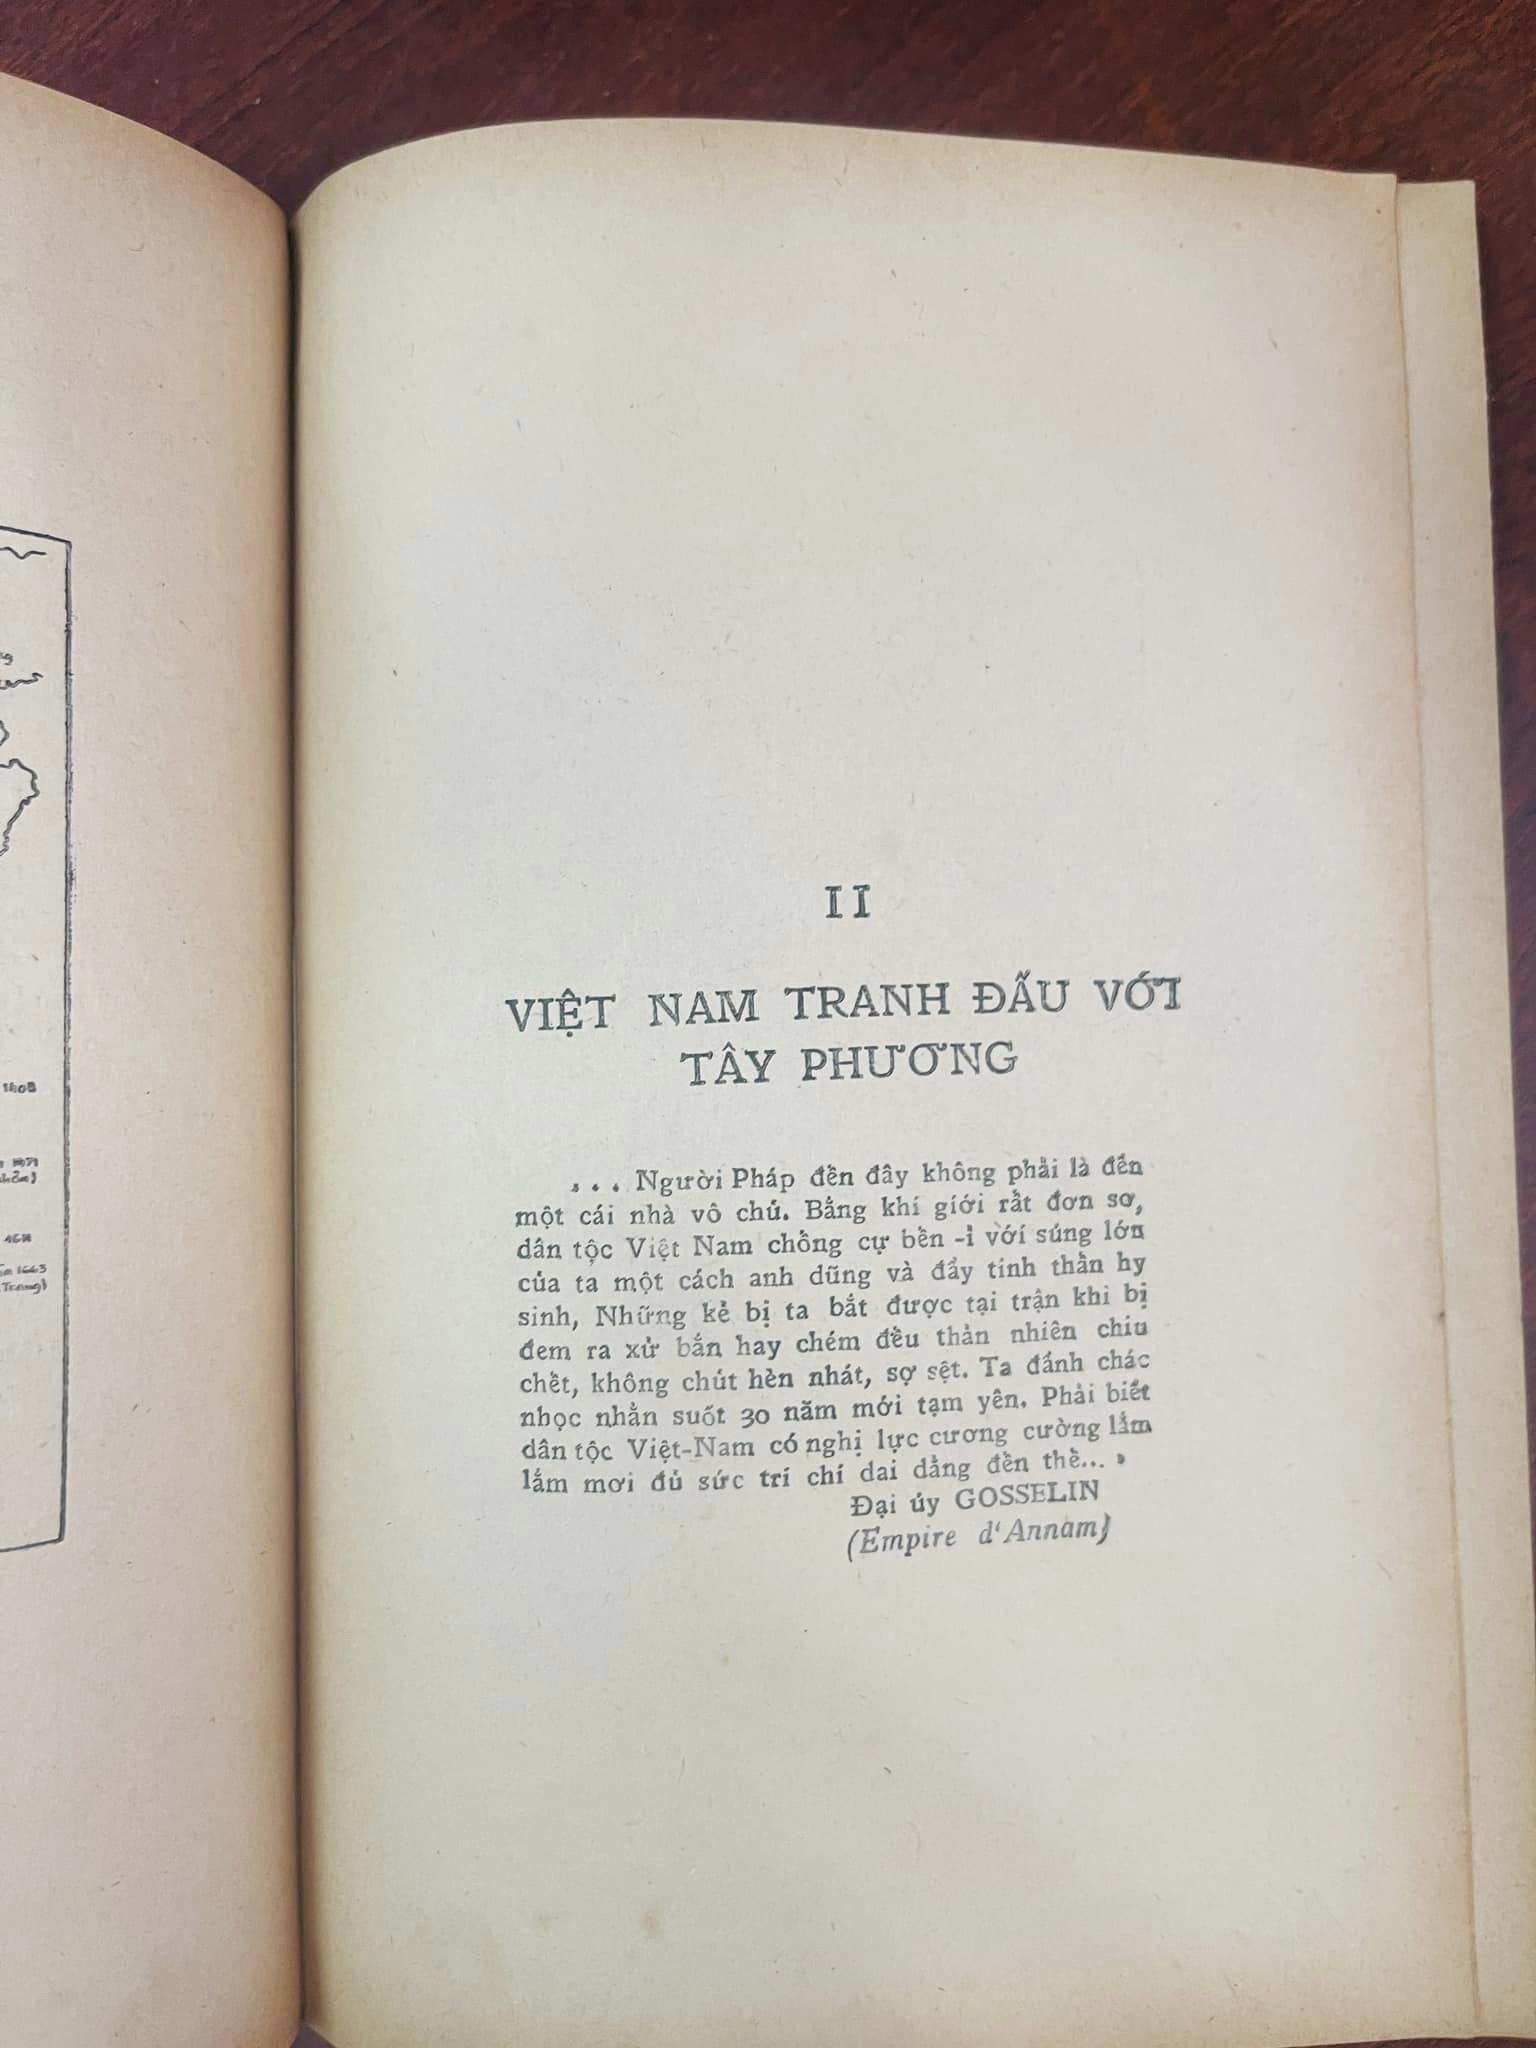 1608
1663
II
VIỆT NAM TRANH ĐẤU VỚI
TÂY PHƯƠNG
... Người Pháp đến đây không phải là đến
một cái nhà vô chủ. Bằng khí giới rất đơn sơ,
dân tộc Việt Nam chống cự bền -ỉ với súng lớn
của ta một cách anh dũng và đầy tinh thần hy
sinh, Những kẻ bị ta bắt được tại trận khi bị
đem ra xử bắn hay chém đều thản nhiên chiu
chết, không chút hèn nhát, sợ sệt. Ta đánh chác
nhọc nhằn suốt 30 năm mới tạm yên. Phải biết
dân tộc Việt-Nam có nghị lực cương cường lắm
lắm mơi đủ sức trí chí dai dẳng đến thế... »
Đại úy GOSSELIN
(Empire d'Annam)